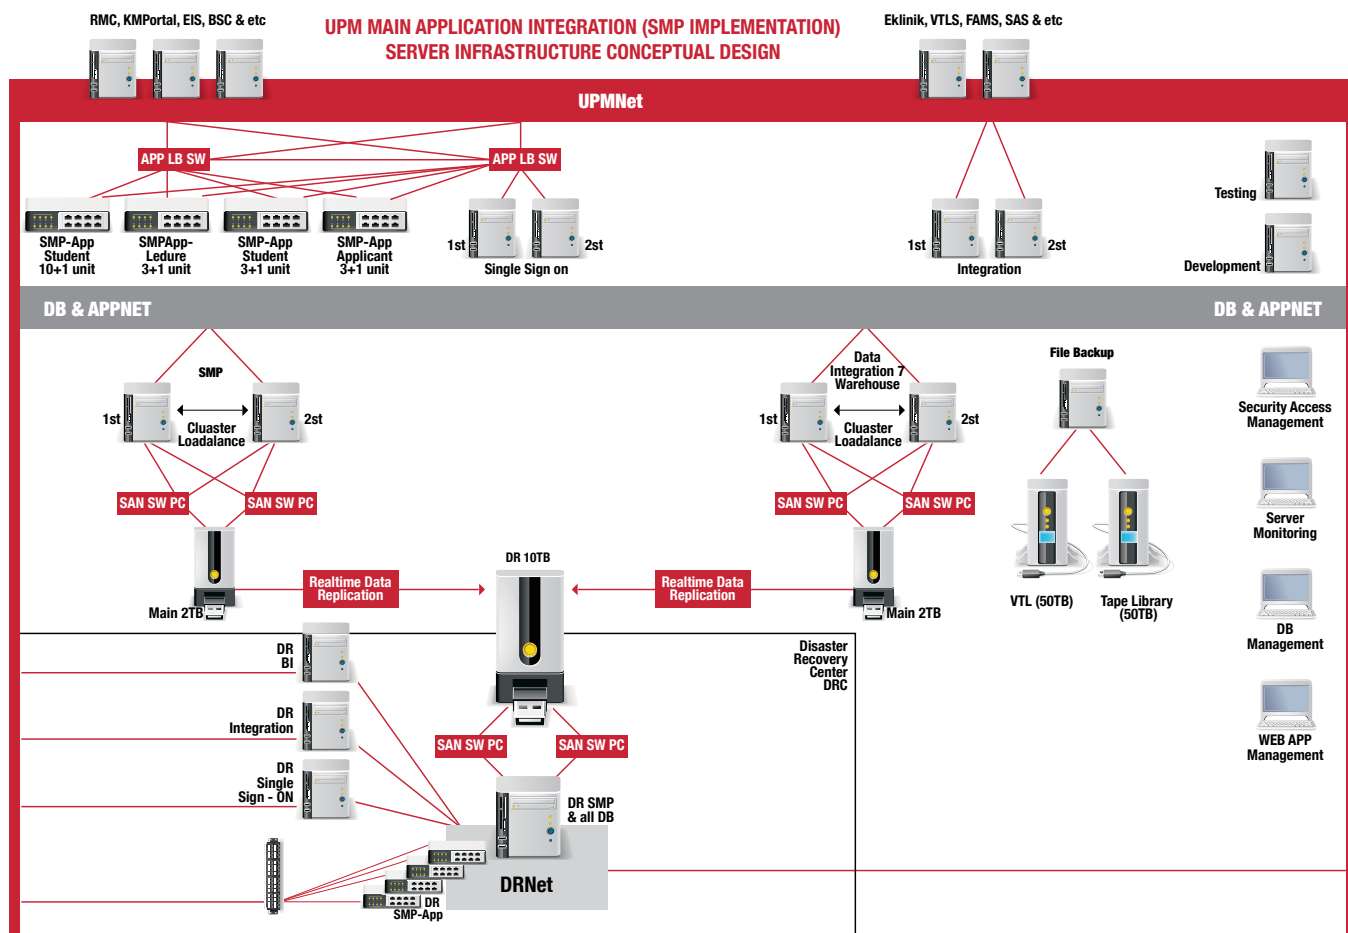 RMC, KMPortal, EIS, BSC & etc
UPM MAIN APPLICATION INTEGRATION (SMP IMPLEMENTATION)
SERVER INFRASTRUCTURE CONCEPTUAL DESIGN
Eklinik, VTLS, FAMS, SAS & etc
UPMNet
APP LB SW
APP LB SW
SMP-App
Student
10+1 unit
SMPApp-
Ledure
3+1 unit
SMP-App
Student
3+1 unit
SMP-App
Applicant
3+1 unit
1st
2st
Single Sign on
1st
2st
Integration
Testing
Development
DB & APPNET
DB & APPNET
SMP
1st
2st
Cluaster
Loadalance
SAN SW PC
SAN SW PC
Main 2TB
Realtime Data
Replication
DR 10TB
Realtime Data
Replication
Data
Integration 7
Warehouse
1st
2st
Cluaster
Loadalance
SAN SW PC
SAN SW PC
Main 2TB
File Backup
VTL (50TB)
Tape Library
(50TB)
Security Access
Management
Server
Monitoring
DB
Management
WEB APP
Management
Disaster
Recovery
Center
DRC
DR
BI
DR
Integration
DR
Single
Sign - ON
SAN SW PC
SAN SW PC
DR SMP
& all DB
DRNet
DR
SMP-App